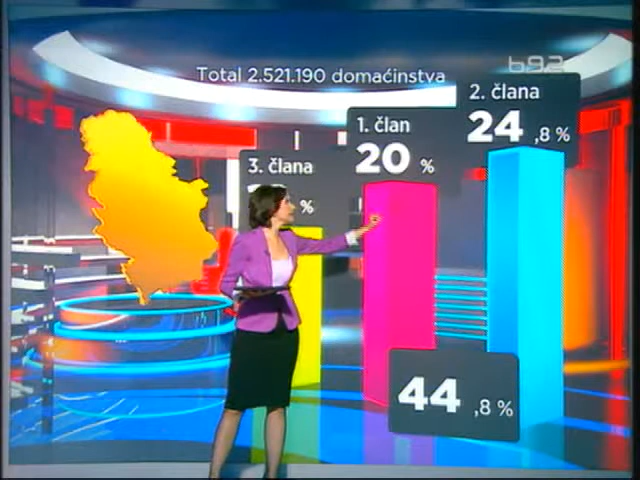 b92
Total 2.521.190 domaćinstva
2. člana
24 ,8 %
1. član
20 %
3. člana
%
44 ,8 %